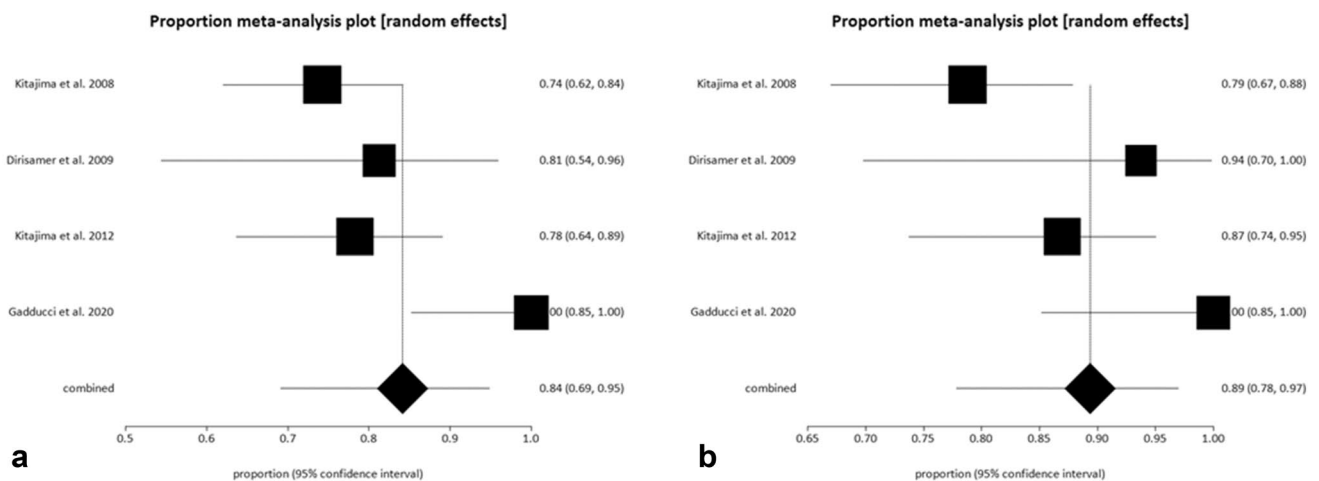 Proportion meta-analysis plot [random effects]
Kitajima et al. 2008 0.74 (0.62, 0.84)
Dirisamer et al. 2009 0.81 (0.54, 0.96)
Kitajima et al. 2012 0.78 (0.64, 0.89)
Gadducci et al. 2020 00 (0.85, 1.00)
combined 0.84 (0.69, 0.95)
0.5 0.6 0.7 0.8 0.9 1.0
proportion (95% confidence interval)
a
Proportion meta-analysis plot [random effects]
Kitajima et al. 2008 0.79 (0.67, 0.88)
Dirisamer et al. 2009 0.94 (0.70, 1.00)
Kitajima et al. 2012 0.87 (0.74, 0.95)
Gadducci et al. 2020 00 (0.85, 1.00)
combined 0.89 (0.78, 0.97)
0.65 0.70 0.75 0.80 0.85 0.90 0.95 1.00
proportion (95% confidence interval)
b